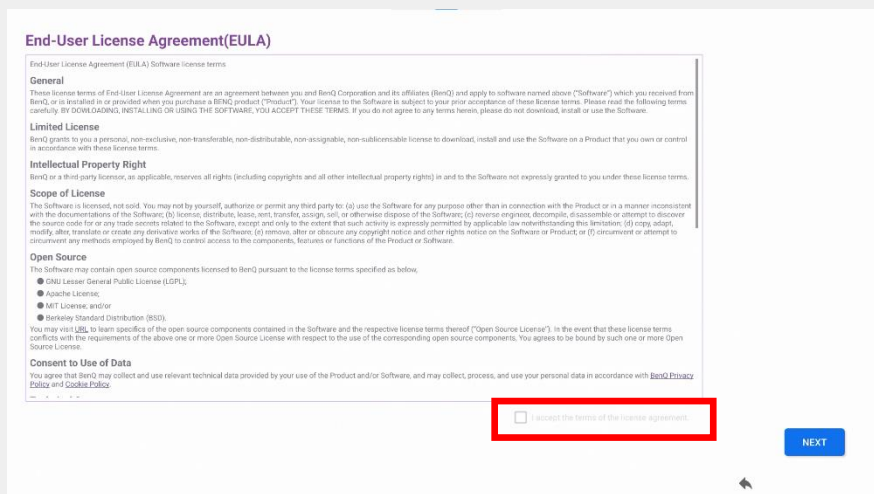 End-User License Agreement(EULA)
End-User License Agreement (EULA) Software license terms
General
These license terms of End-User License Agreement are an agreement between you and BenQ Corporation and its affiliates (BenQ) and apply to software named above ("Software") which you received from
BenQ, or is installed in or provided when you purchase a BENQ product ("Product"). Your license to the Software is subject to your prior acceptance of these license terms. Please read the following terms
carefully. BY DOWLOADING, INSTALLING OR USING THE SOFTWARE, YOU ACCEPT THESE TERMS. If you do not agree to any terms herein, please do not download, install or use the Software.
Limited License
BenQ grants to you a personal, non-exclusive, non-transferable, non-distributable, non-assignable, non-sublicensable license to download, install and use the Software on a Product that you own or control
in accordance with these license terms.
Intellectual Property Right
BenQ or a third-party licensor, as applicable, reserves all rights (including copyrights and all other intellectual property rights) in and to the Software not expressly granted to you under these license terms.
Scope of License
The Software is licensed, not sold. You may not by yourself, authorize or permit any third party to: (a) use the Software for any purpose other than in connection with the Product or in a manner inconsistent
with the documentations of the Software; (b) license, distribute, lease, rent, transfer, assign, sell, or otherwise dispose of the Software; (c) reverse engineer, decompile, disassemble or attempt to discover
the source code for or any trade secrets related to the Software, except and only to the extent that such activity is expressly permitted by applicable law notwithstanding this limitation; (d) copy, adapt,
modify, alter, translate or create any derivative works of the Software; (e) remove, alter or obscure any copyright notice and other rights notice on the Software or Product; or (f) circumvent or attempt to
circumvent any methods employed by BenQ to control access to the components, features or functions of the Product or Software.
Open Source
The Software may contain open source components licensed to BenQ pursuant to the license terms specified as below,
● GNU Lesser General Public License (LGPL);
● Apache License;
● MIT License; and/or
● Berkeley Standard Distribution (BSD).
You may visit URL to learn specifics of the open source components contained in the Software and the respective license terms thereof ("Open Source License"). In the event that these license terms
conflicts with the requirements of the above one or more Open Source License with respect to the use of the corresponding open source components. You agrees to be bound by such one or more Open
Source License.
Consent to Use of Data
You agree that BenQ may collect and use relevant technical data provided by your use of the Product and/or Software, and may collect, process, and use your personal data in accordance with BenQ Privacy
Policy and Cookie Policy.
I accept the terms of the license agreement.
NEXT